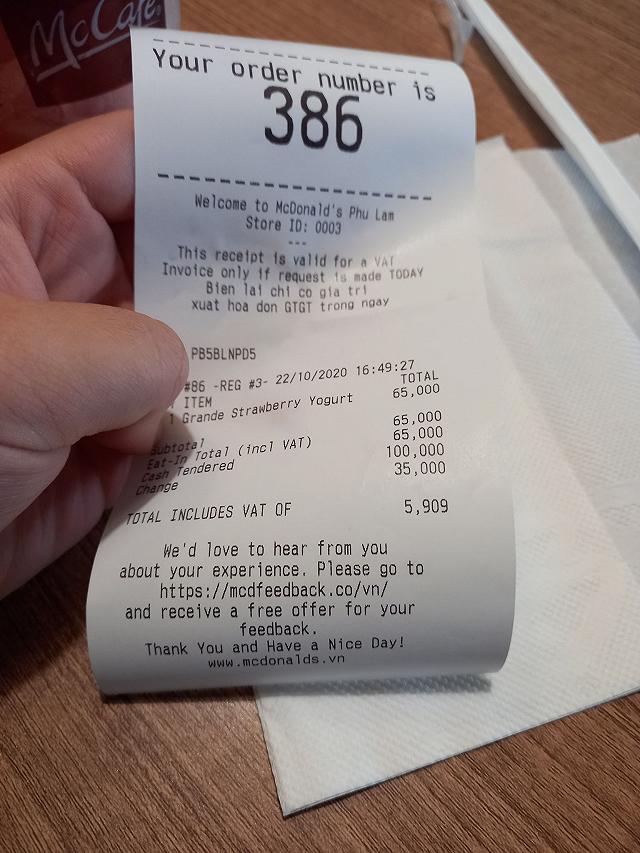 McCafe®
Your order number is
386
Welcome to McDonald's Phu Lam
Store ID: 0003
---
This receipt is valid for a VAT
Invoice only if request is made TODAY
Bien lai chi co gia tri
xuat hoa don GTGT trong ngay
PB5BLNPD5
#86 -REG #3- 22/10/2020 16:49:27
ITEM TOTAL
1 Grande Strawberry Yogurt 65,000
Subtotal 65,000
Eat-In Total (incl VAT) 65,000
Cash Tendered 100,000
Change 35,000
TOTAL INCLUDES VAT OF 5,909
We'd love to hear from you
about your experience. Please go to
https://mcdfeedback.co/vn/
and receive a free offer for your
feedback.
Thank You and Have a Nice Day!
www.mcdonalds.vn